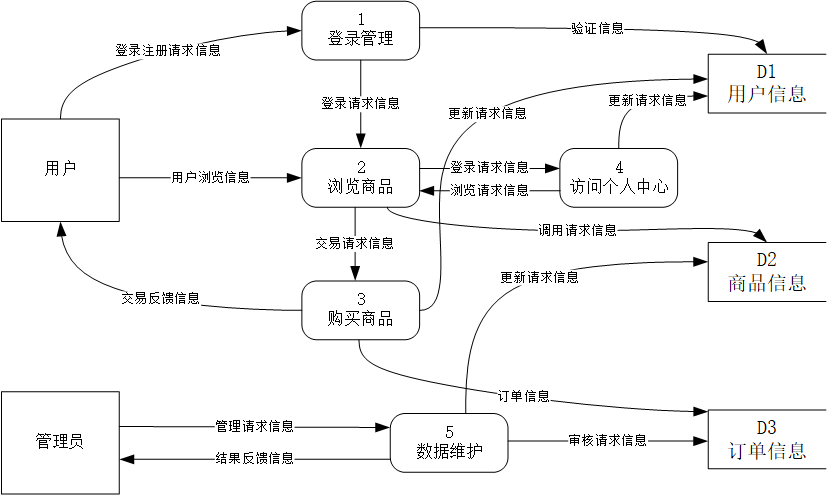 1
登录管理
验证信息
登录注册请求信息
D1
用户信息
登录请求信息
更新请求信息
更新请求信息
用户
用户浏览信息
2
浏览商品
登录请求信息
浏览请求信息
4
访问个人中心
交易请求信息
调用请求信息
D2
商品信息
更新请求信息
交易反馈信息
3
购买商品
订单信息
管理员
管理请求信息
结果反馈信息
5
数据维护
审核请求信息
D3
订单信息